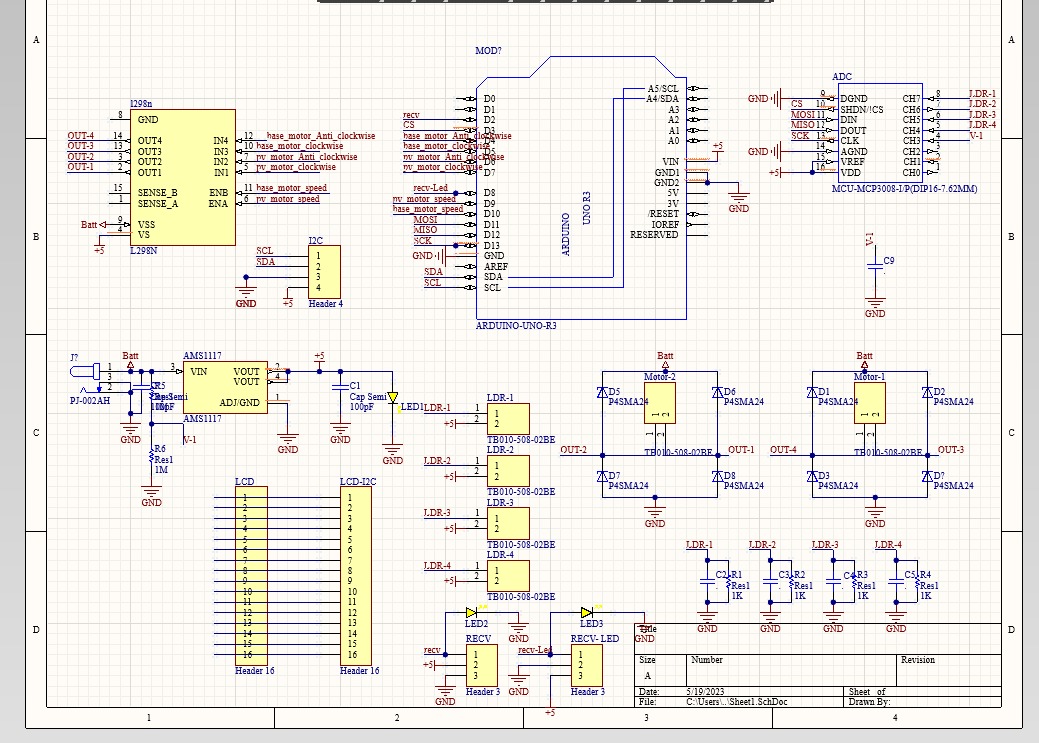 A
A
B
B
C
C
D
D
l298n
8 GND
OUT-4 14 OUT4
OUT-3 13 OUT3
OUT-2 3 OUT2
OUT-1 2 OUT1
15 SENSE_B
1 SENSE_A
Batt 9 VSS
4 VS
+5
IN4 12 base_motor_Anti_clockwise
IN3 10 base_motor_clockwise
IN2 7 pv_motor_Anti_clockwise
IN1 5 pv_motor_clockwise
ENB 11 base_motor_speed
ENA 6 pv_motor_speed
L298N
I2C
SCL 1
SDA 2
3
4
GND
+5
Header 4
MOD?
D0
D1
recv D2
CS D3
base_motor_Anti_clockwise D4
base_motor_clockwise D5
pv_motor_Anti_clockwise D6
pv_motor_clockwise D7
recv-Led D8
pv_motor_speed D9
base_motor_speed D10
MOSI D11
MISO D12
SCK D13
GND GND
AREF
SDA SDA
SCL SCL
A5/SCL
A4/SDA
A3
A2
A1
A0
VIN
GND1
GND2
5V
3V
/RESET
IOREF
RESERVED
+5
GND
ARDUINO
UNO R3
ARDUINO-UNO-R3
ADC
GND 9 DGND
CS 10 SHDN/!CS
MOSI 11 DIN
MISO 12 DOUT
SCK 13 CLK
GND 14 AGND
15 VREF
+5 16 VDD
CH7 8 LDR-1
CH6 7 LDR-2
CH5 6 LDR-3
CH4 5 LDR-4
CH3 4 V-1
CH2 3
CH1 2
CH0 1
MCU-MCP3008-I/P(DIP16-7.62MM)
V-1
C9
GND
J?
1
3
2
PJ-002AH
Batt
GND
R6
Res1
1M
GND
V-1
AMS1117
3 VIN
VOUT 2
VOUT 4
ADJ/GND 1
AMS1117
GND
+5
C1
Cap Semi
100pF
GND
LED1
GND
LDR-1
LDR-1 1 1
+5 2 2
TB010-508-02BE
LDR-2
LDR-2 1 1
+5 2 2
TB010-508-02BE
LDR-3
LDR-3 1 1
+5 2 2
TB010-508-02BE
LDR-4
LDR-4 1 1
+5 2 2
TB010-508-02BE
Batt
Motor-2
D5
P4SMA24
D6
P4SMA24
1 2
1 2
TB010-508-02BE
OUT-2
OUT-1
D7
P4SMA24
D8
P4SMA24
GND
Batt
Motor-1
D1
P4SMA24
D2
P4SMA24
1 2
1 2
TB010-508-02BE
OUT-4
OUT-3
D3
P4SMA24
D?
P4SMA24
GND
LCD
1
2
3
4
5
6
7
8
9
10
11
12
13
14
15
16
Header 16
LCD-I2C
1
2
3
4
5
6
7
8
9
10
11
12
13
14
15
16
Header 16
LDR-1
C2 R1
Res1
1K
GND
LDR-2
C3 R2
Res1
1K
GND
LDR-3
C4 R3
Res1
1K
GND
LDR-4
C5 R4
Res1
1K
GND
LED2
GND
RECV
recv 1
+5 2
3
GND
Header 3
LED3
GND
RECV- LED
recv-Led 1
2
3
GND
+5
Header 3
Title
Size
A
Number
Revision
Date: 5/19/2023
Sheet of
File: C:\Users\..\Sheet1.SchDoc
Drawn By:
1
2
3
4